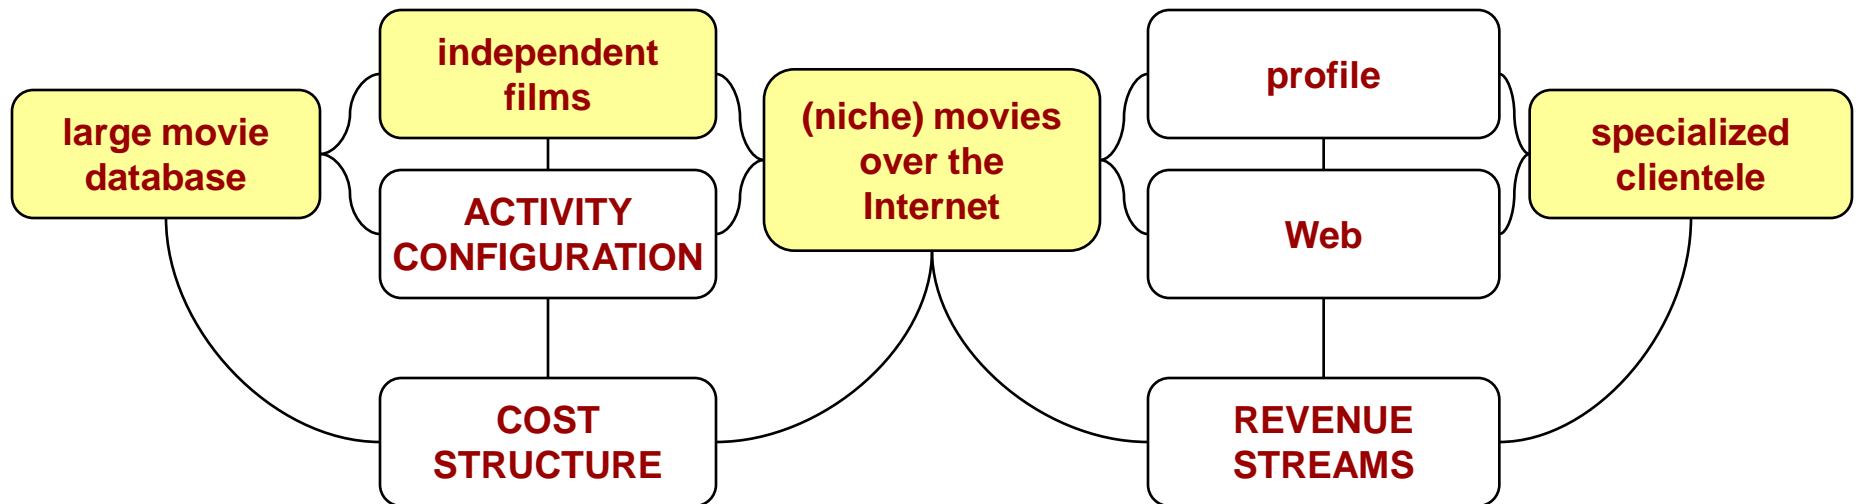 large movie
database
independent
films
ACTIVITY
CONFIGURATION
(niche) movies
over the
Internet
profile
Web
specialized
clientele
COST
STRUCTURE
REVENUE
STREAMS